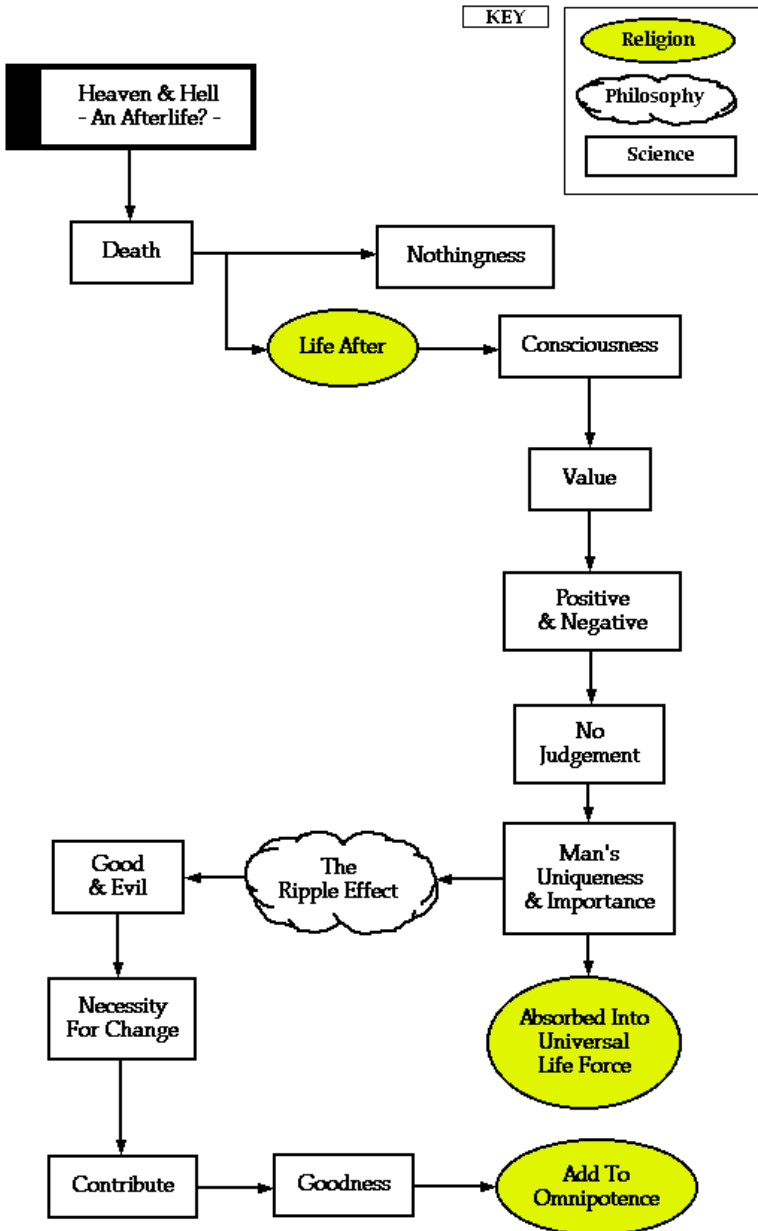 KEY
Religion
Philosophy
Science
Heaven & Hell
- An Afterlife? -
Death
Nothingness
Life After
Consciousness
Value
Positive
& Negative
No
Judgement
Man's
Uniqueness
& Importance
The
Ripple Effect
Good
& Evil
Necessity
For Change
Absorbed Into
Universal
Life Force
Contribute
Goodness
Add To
Omnipotence